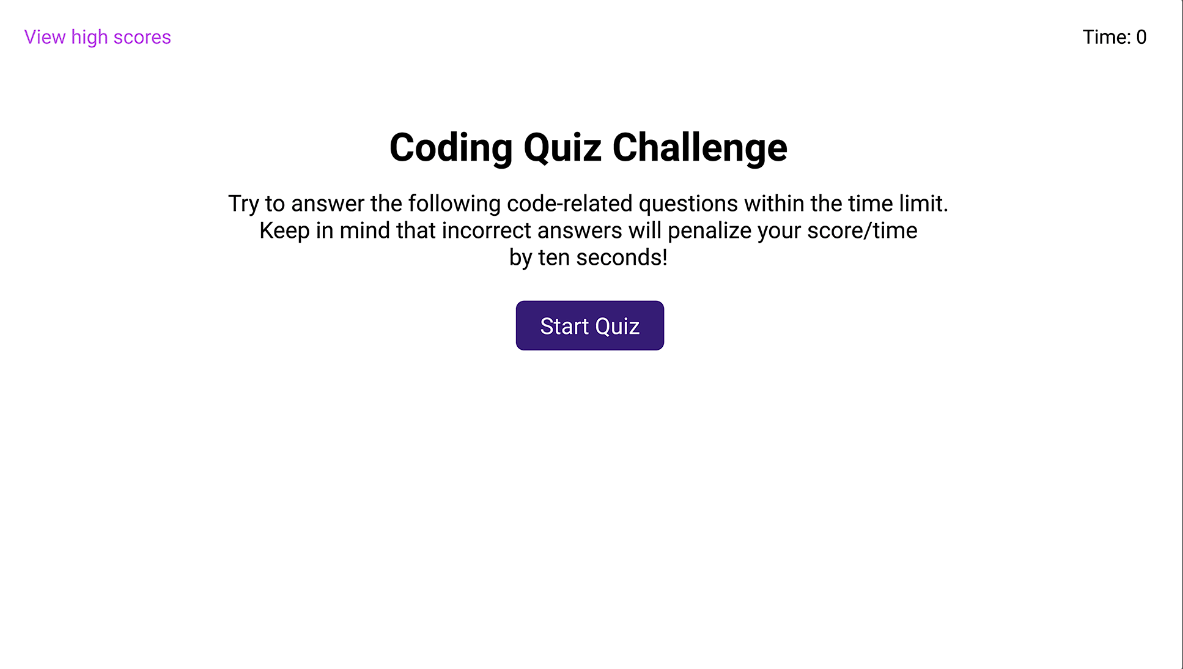 View high scores
Time: 0
Coding Quiz Challenge
Try to answer the following code-related questions within the time limit.
Keep in mind that incorrect answers will penalize your score/time
by ten seconds!
Start Quiz